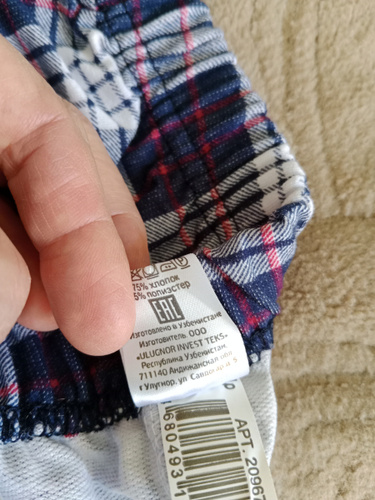 75% хлопок
5% полиэстер
EAC
Изготовлено в Узбекистане
Изготовитель ООО
«ULUGNOR INVEST TEKS»
Республика Узбекистан,
711140 Андижанская обл
г Улугнор, ул
АРТ. 2096
680493